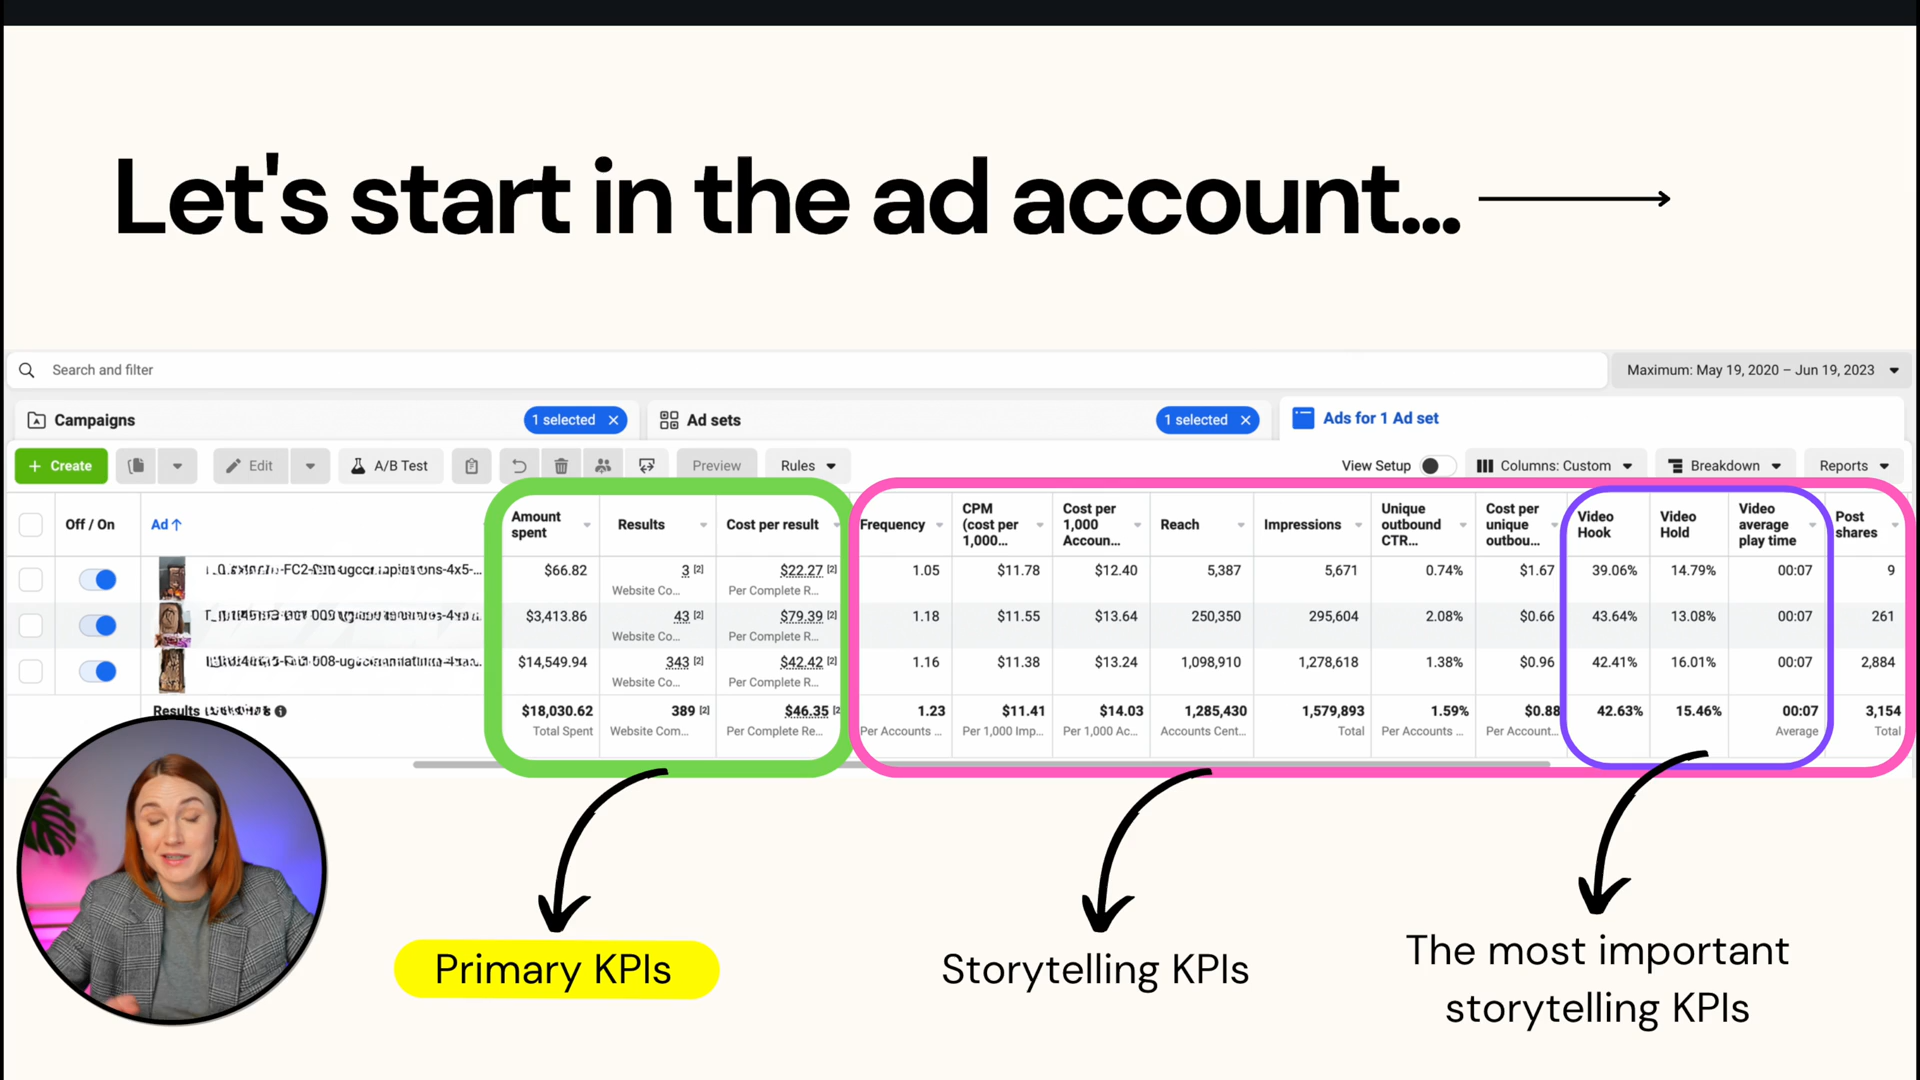 Let's start in the ad account...
Search and filter
Maximum: May 19, 2020 – Jun 19, 2023
Campaigns
1 selected
Ad sets
1 selected
Ads for 1 Ad set
+ Create
Edit
A/B Test
Preview
Rules
View Setup
Columns: Custom
Breakdown
Reports
Off / On
Ad ↑
Amount spent
Results
Cost per result
Frequency
CPM (cost per 1,000...
Cost per 1,000 Accoun...
Reach
Impressions
Unique outbound CTR...
Cost per unique outbou...
Video Hook
Video Hold
Video average play time
Post shares
$66.82 3 [2] $22.27 [2] 1.05 $11.78 $12.40 5,387 5,671 0.74% $1.67 39.06% 14.79% 00:07 9
Website Co... Per Complete R...
$3,413.86 43 [2] $79.39 [2] 1.18 $11.55 $13.64 250,350 295,604 2.08% $0.66 43.64% 13.08% 00:07 261
Website Co... Per Complete R...
$14,549.94 343 [2] $42.42 [2] 1.16 $11.38 $13.24 1,098,910 1,278,618 1.38% $0.96 42.41% 16.01% 00:07 2,884
Website Co... Per Complete R...
Results $18,030.62 389 [2] $46.35 [2 1.23 $11.41 $14.03 1,285,430 1,579,893 1.59% $0.88 42.63% 15.46% 00:07 3,154
Total Spent Website Com... Per Complete Re... Per Accounts ... Per 1,000 Imp... Per 1,000 Ac... Accounts Cent... Total Per Accounts ... Per Account... Average Total
Primary KPIs
Storytelling KPIs
The most important
storytelling KPIs